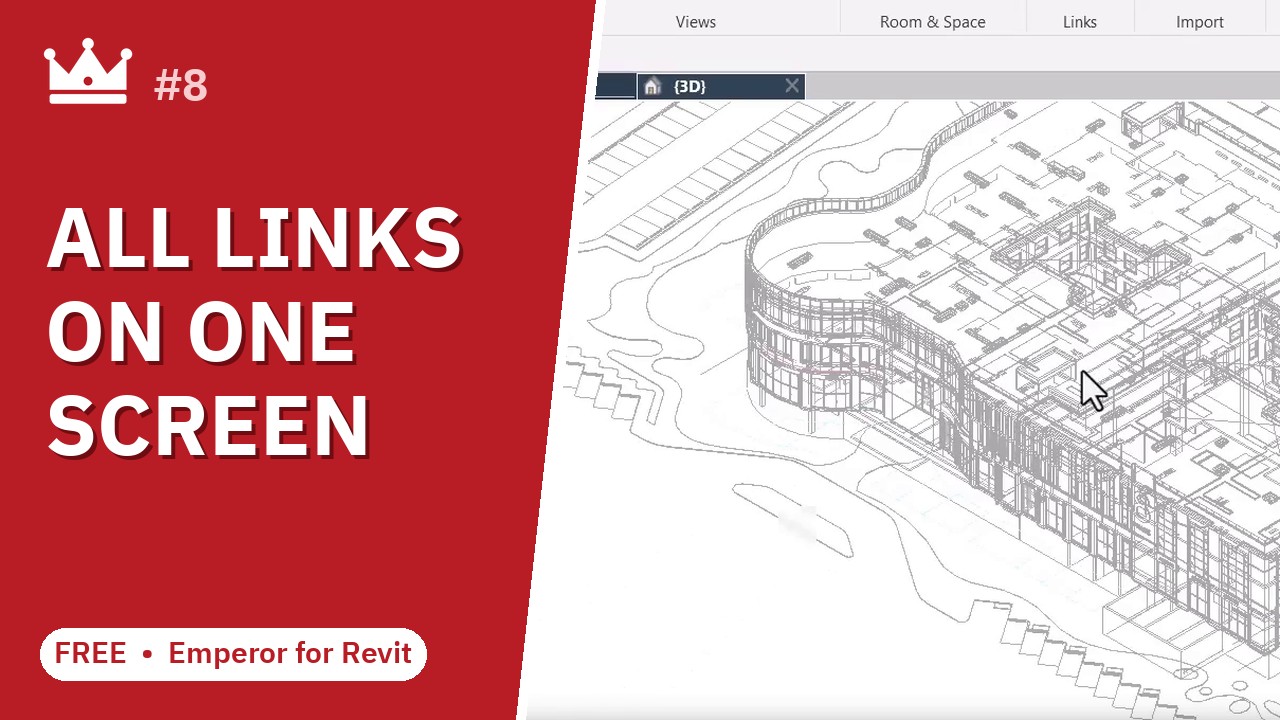 #8
ALL LINKS
ON ONE
SCREEN
FREE • Emperor for Revit
Views
Room & Space
Links
Import
{3D}